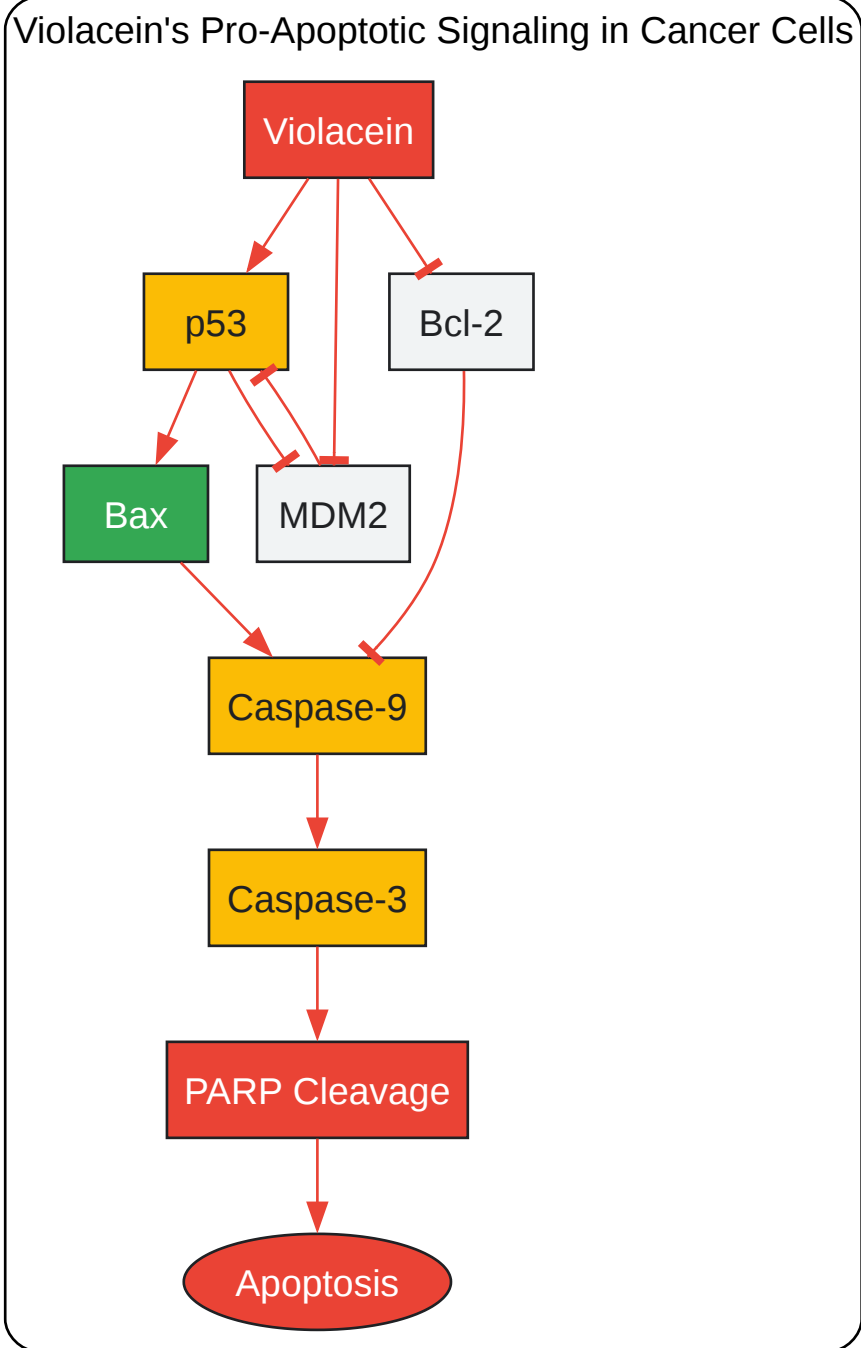 Violacein's Pro-Apoptotic Signaling in Cancer Cells
Violacein
p53
Bcl-2
Bax
MDM2
Caspase-9
Caspase-3
PARP Cleavage
Apoptosis